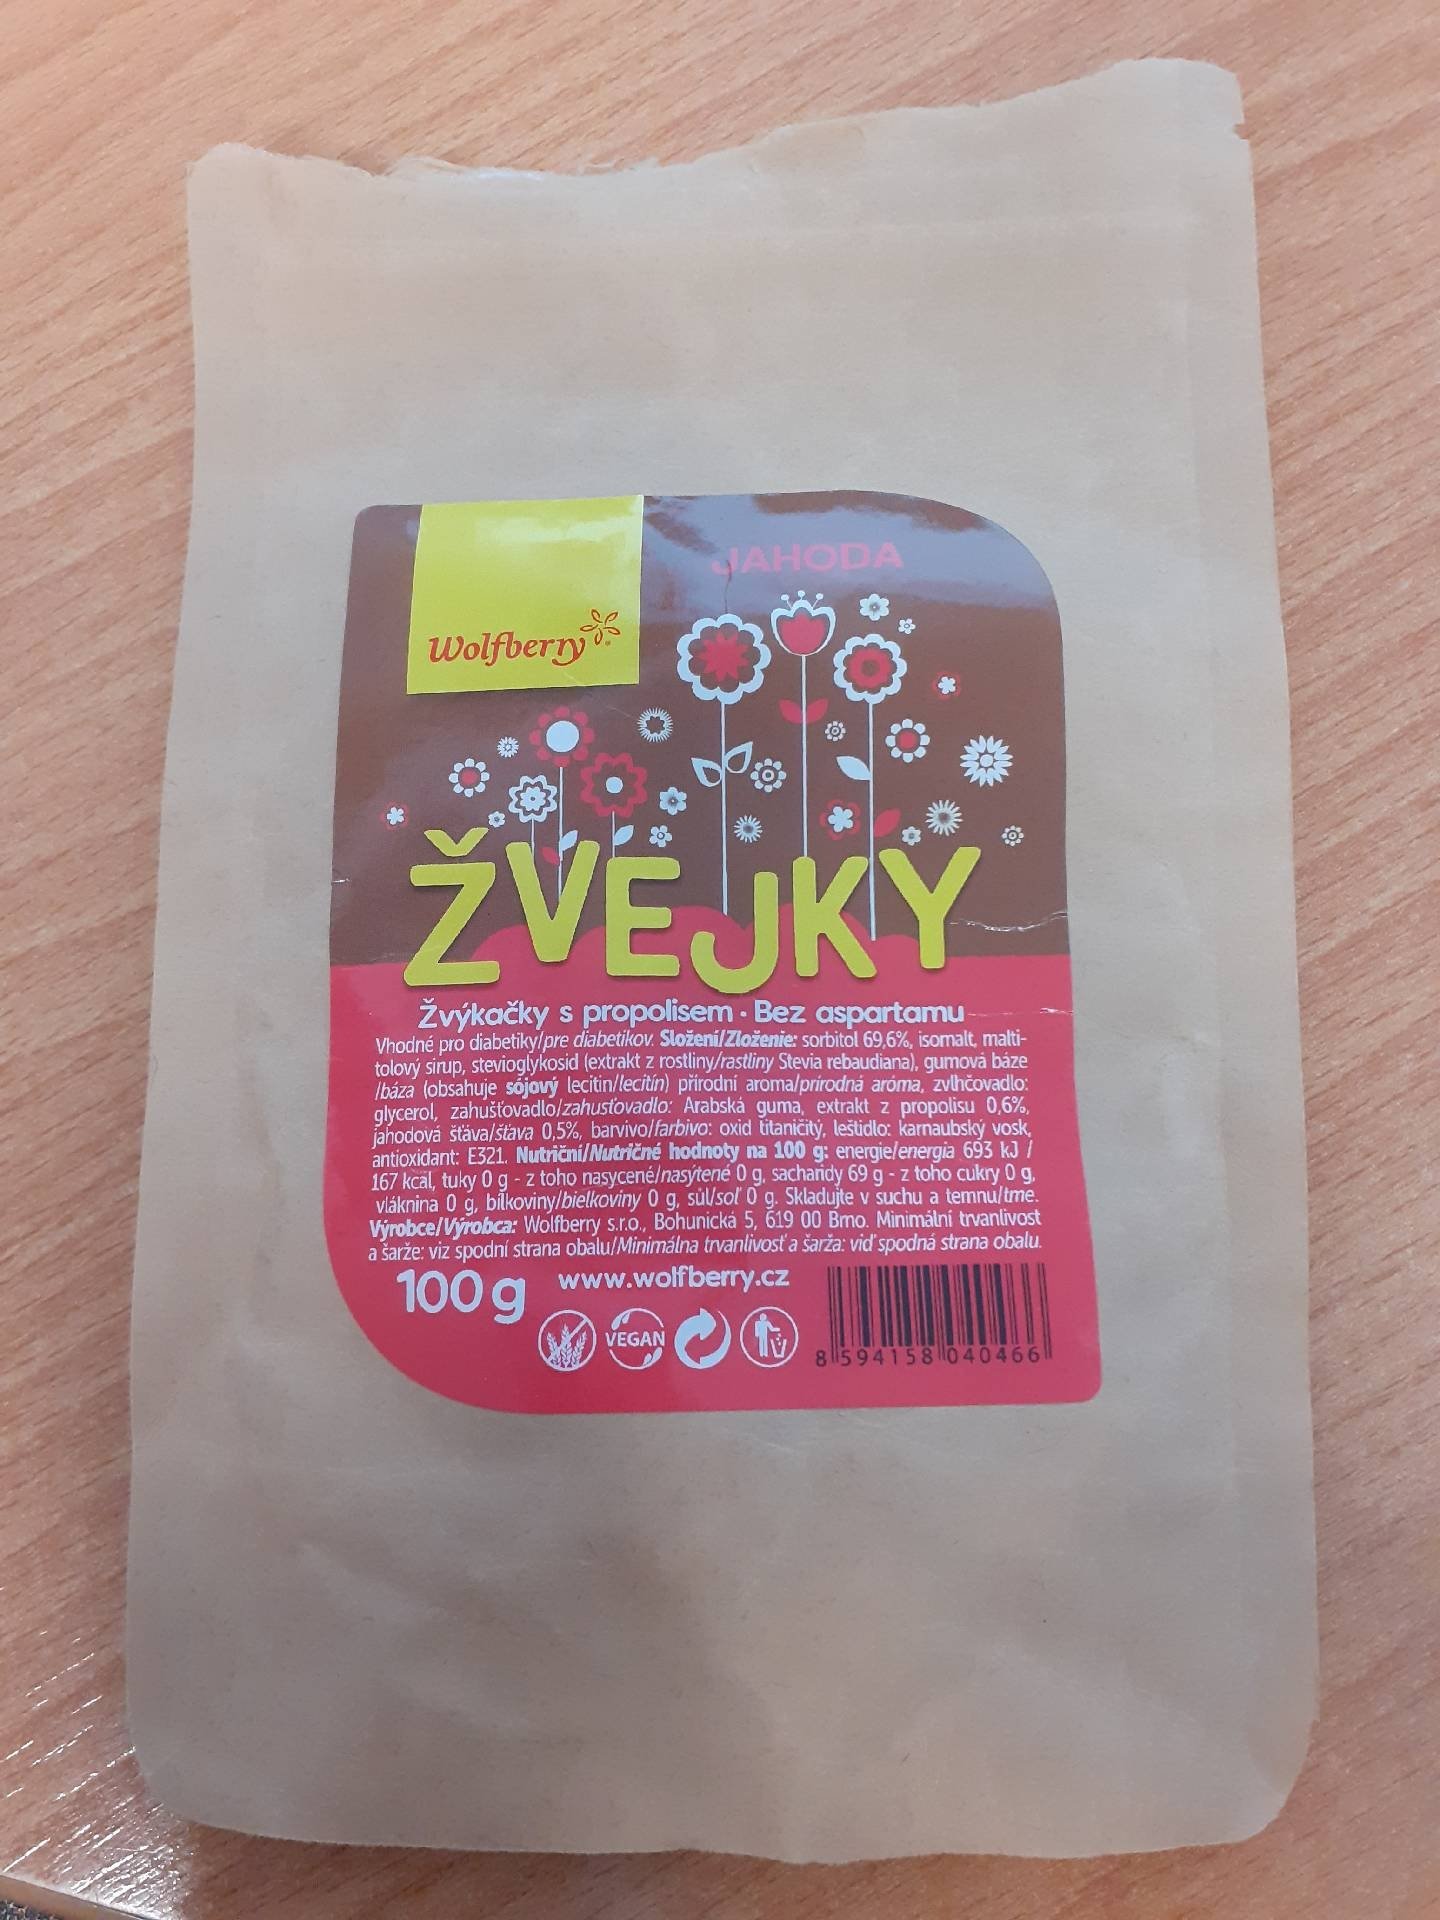 JAHODA
Wolfberry
ŽVEJKY
Žvýkačky s propolisem · Bez aspartamu
Vhodné pro diabetiky/pre diabetikov. Složení/Zloženie: sorbitol 69,6%, isomalt, malti-
tolový sirup, stevioglykosid (extrakt z rostliny/rastliny Stevia rebaudiana), gumová báze
/báza (obsahuje sójový lecitin/lecitín) přírodní aroma/prírodná aróma, zvlhčovadlo:
glycerol, zahušťovadlo/zahusťovadlo: Arabská guma, extrakt z propolisu 0,6%,
jahodová šťáva/šťava 0,5%, barvivo/farbivo: oxid titaničitý, leštidlo: karnaubský vosk,
antioxidant: E321. Nutriční/Nutričné hodnoty na 100 g: energie/energia 693 kJ /
167 kcal, tuky 0 g - z toho nasycené/nasýtené 0 g, sacharidy 69 g - z toho cukry 0 g,
vláknina 0 g, bílkoviny/bielkoviny 0 g, sůl/soľ 0 g. Skladujte v suchu a temnu/tme.
Výrobce/Výrobca: Wolfberry s.r.o., Bohunická 5, 619 00 Brno. Minimální trvanlivost
a šarže: viz spodní strana obalu/Minimálna trvanlivosť a šarža: viď spodná strana obalu.
100 g www.wolfberry.cz
VEGAN
8 594158 040466